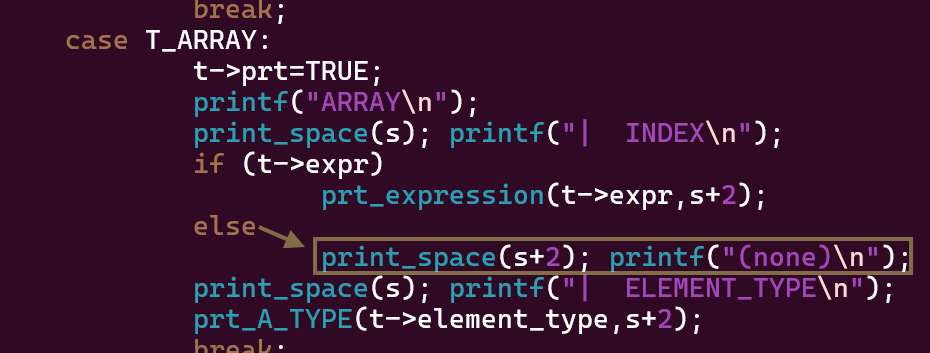 break;
case T_ARRAY:
t->prt=TRUE;
printf("ARRAY\n");
print_space(s); printf("|  INDEX\n");
if (t->expr)
prt_expression(t->expr,s+2);
else
print_space(s+2); printf("(none)\n");
print_space(s); printf("|  ELEMENT_TYPE\n");
prt_A_TYPE(t->element_type,s+2);
break;